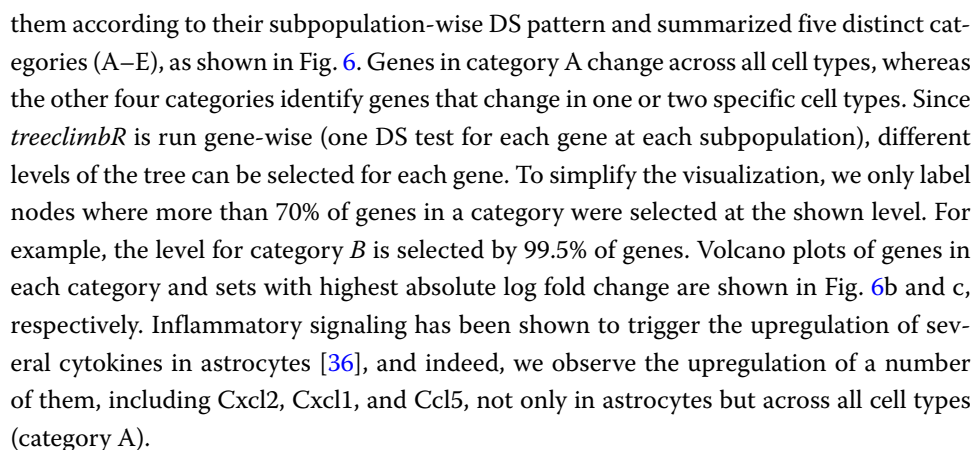 them according to their subpopulation-wise DS pattern and summarized five distinct cat-
egories (A–E), as shown in Fig. 6. Genes in category A change across all cell types, whereas
the other four categories identify genes that change in one or two specific cell types. Since
treeclimbR is run gene-wise (one DS test for each gene at each subpopulation), different
levels of the tree can be selected for each gene. To simplify the visualization, we only label
nodes where more than 70% of genes in a category were selected at the shown level. For
example, the level for category B is selected by 99.5% of genes. Volcano plots of genes in
each category and sets with highest absolute log fold change are shown in Fig. 6b and c,
respectively. Inflammatory signaling has been shown to trigger the upregulation of sev-
eral cytokines in astrocytes [36], and indeed, we observe the upregulation of a number
of them, including Cxcl2, Cxcl1, and Ccl5, not only in astrocytes but across all cell types
(category A).